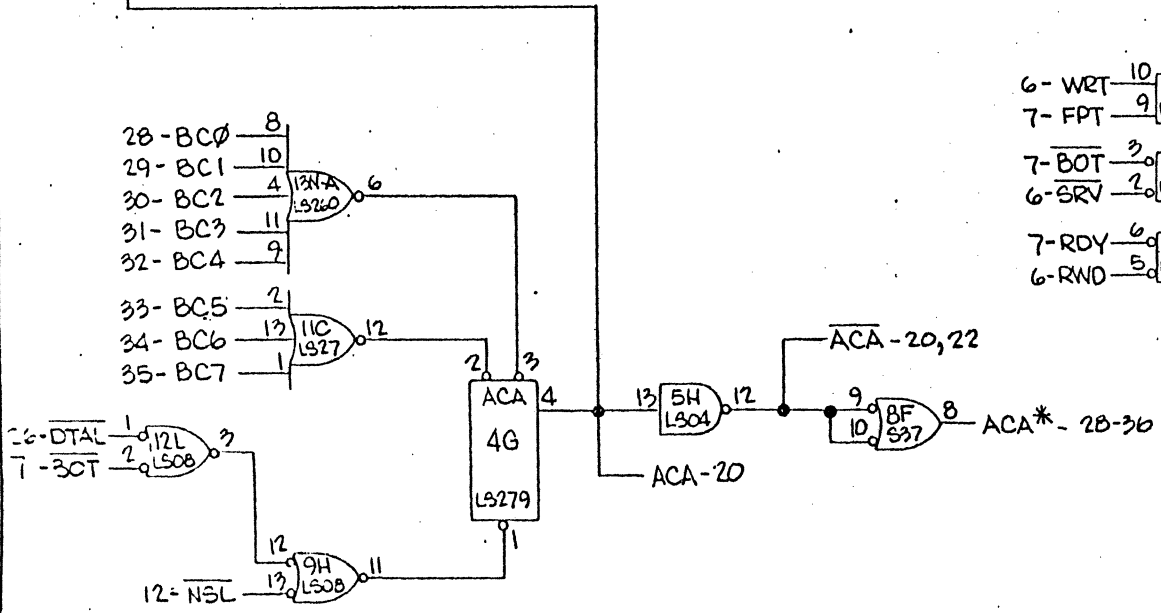 28-BCØ 8
29-BC1 10
30-BC2 4
31-BC3 11
32-BC4 9
13N-A
LS260
6
33-BC5 2
34-BC6 13
35-BC7 1
11C
LS27
12
2 3
ACA
4G
LS279
4
1
DTAL 1
BOT 2
12L
LS08
3
12
12-NSL 13
9H
LS08
11
13
5H
LS04
12
ACA-20
ACA-20,22
9
10
8F
S37
8
ACA*-28-36
6-WRT 10
7-FPT 9
7-BOT 3
6-SRV 2
7-RDY 6
6-RWD 5